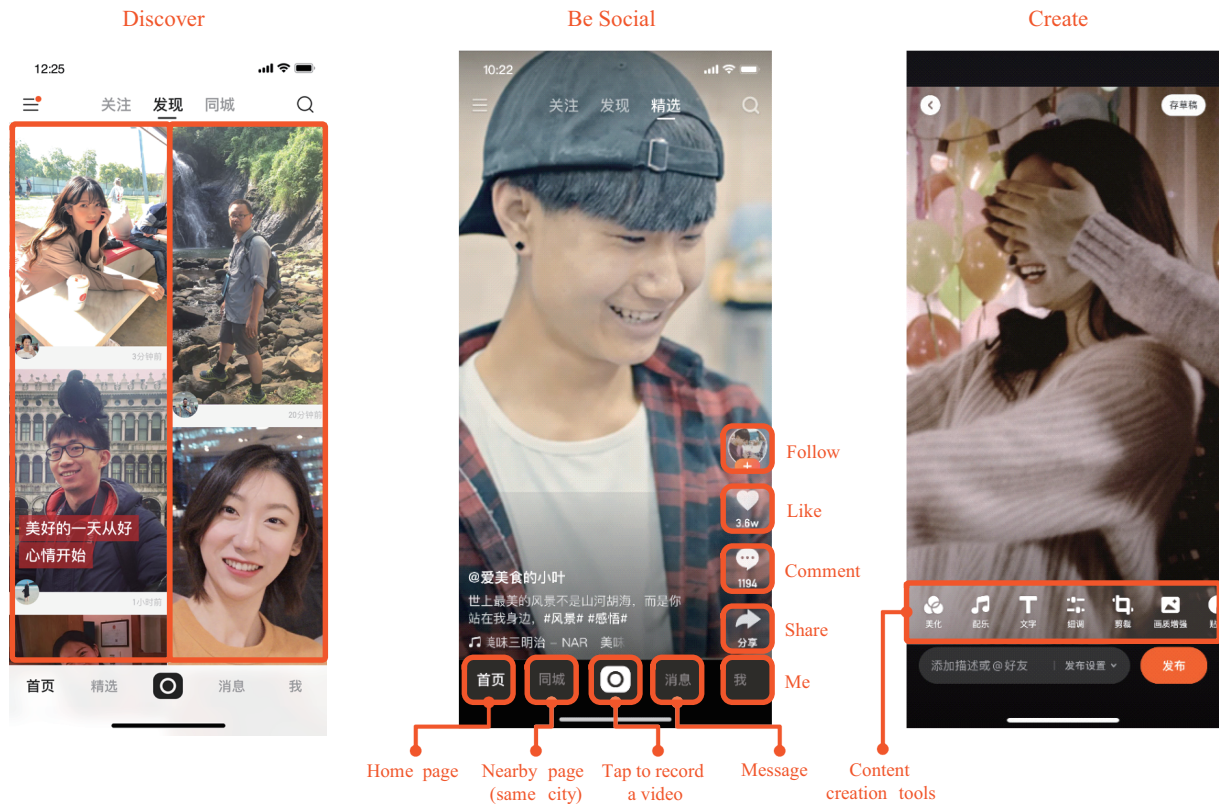 Discover
Be Social
Create
12:25
关注 发现 同城
3分钟前
20分钟前
美好的一天从好
心情开始
1小时前
首页 精选 消息 我
10:22
关注 发现 精选
Follow
3.6w
Like
1194
Comment
分享
Share
@爱美食的小叶
世上最美的风景不是山河胡海，而是你
站在我身边，#风景# #感悟#
美味三明治 – NAR 美味
首页 同城 消息 我
Me
Home page
Nearby page
(same city)
Tap to record
a video
Message
存草稿
美化 配乐 文字 细调 剪裁 画质增强
添加描述或@好友 发布设置 发布
Content
creation tools